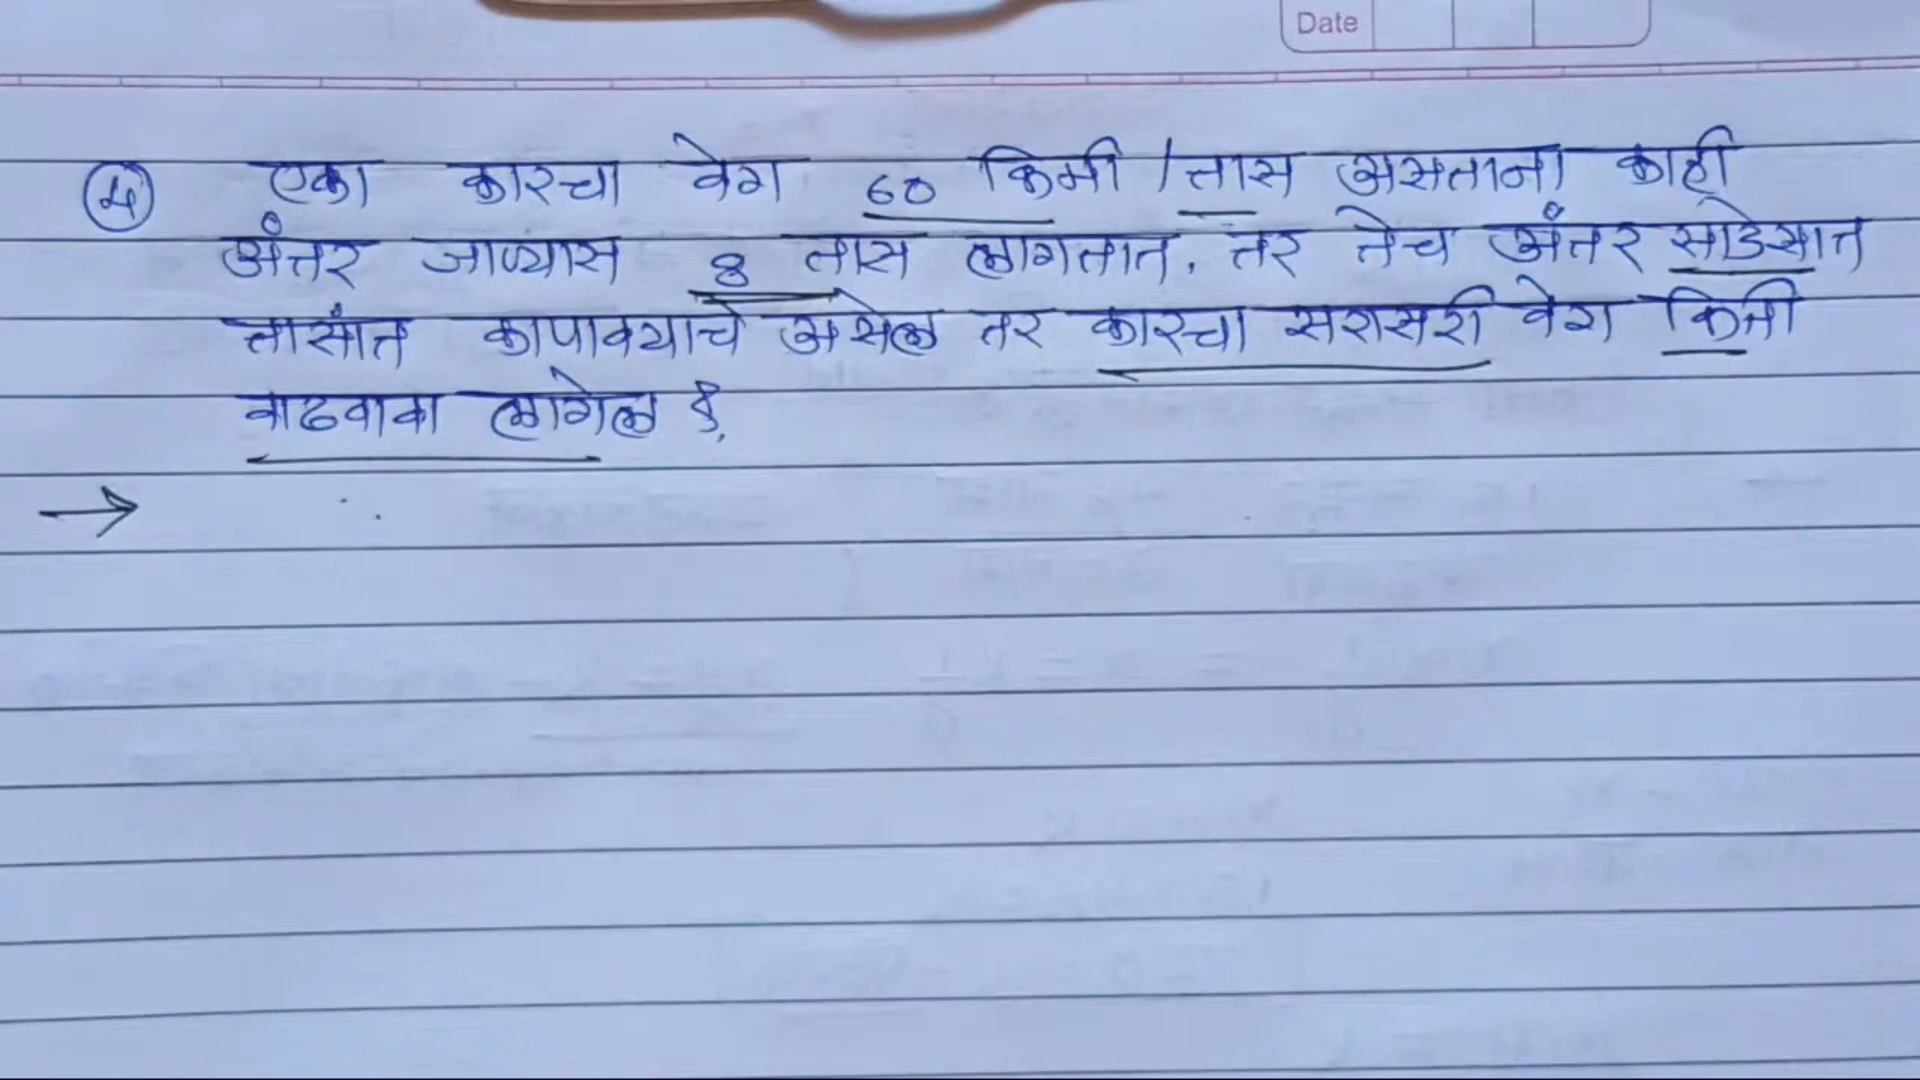 Date
④ एका कारचा वेग 60 किमी / तास असताना काही
अंतर जाण्यास 8 तास लागतात. तर तेच अंतर साडेसात
तासांत कापावयाचे असेल तर कारचा सरासरी वेग किती
वाढवावा लागेल ?
→